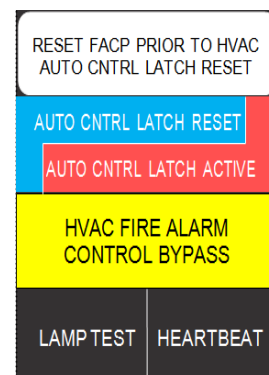 RESET FACP PRIOR TO HVAC
AUTO CNTRL LATCH RESET
AUTO CNTRL LATCH RESET
AUTO CNTRL LATCH ACTIVE
HVAC FIRE ALARM
CONTROL BYPASS
LAMP TEST HEARTBEAT